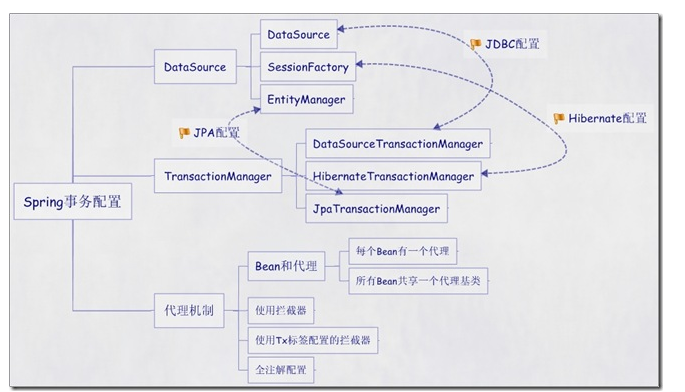 DataSource
JDBC配置
DataSource
SessionFactory
EntityManager
Hibernate配置
JPA配置
DataSourceTransactionManager
TransactionManager
HibernateTransactionManager
Spring事务配置
JpaTransactionManager
每个Bean有一个代理
Bean和代理
所有Bean共享一个代理基类
代理机制
使用拦截器
使用Tx标签配置的拦截器
全注解配置